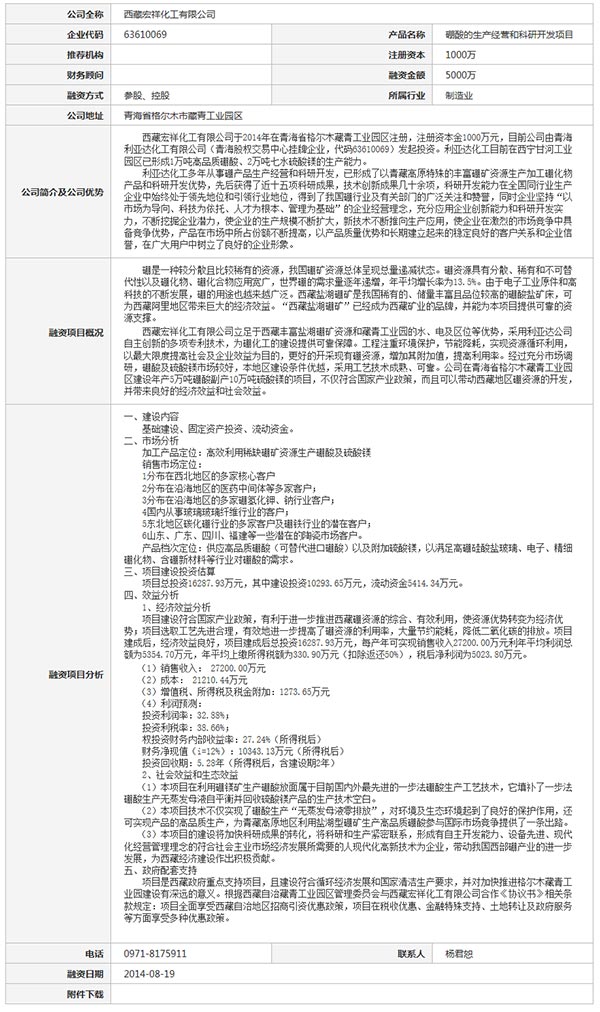 公司全称 西藏宏祥化工有限公司
企业代码 63610069 产品名称 硼酸的生产经营和科研开发项目
推荐机构 注册资本 1000万
财务顾问 融资金额 5000万
融资方式 参股、控股 所属行业 制造业
公司地址 青海省格尔木市藏青工业园区
公司简介及公司优势
西藏宏祥化工有限公司于2014年在青海省格尔木藏青工业园区注册，注册资本金1000万元，目前公司由青海
利亚达化工有限公司（青海股权交易中心挂牌企业，代码63610069）发起投资。利亚达化工目前在西宁甘河工业
园区已形成1万吨高品质硼酸、2万吨七水硫酸镁的生产能力。
利亚达化工多年从事硼产品生产经营和科研开发，已形成了以青藏高原特殊的丰富硼矿资源生产加工硼化物
产品和科研开发优势，先后获得了近十五项科研成果，技术创新成果几十余项，科研开发能力在全国同行业生产
企业中始终处于领先地位和引领行业地位，得到了我国硼行业及有关部门的广泛关注和赞誉，同时企业坚持“以
市场为导向、科技为依托、人才为根本、管理为基础”的企业经营理念，充分应用企业创新能力和科研开发实
力，不断挖掘企业潜力，使企业的生产规模不断扩大，新技术不断推向生产应用，使企业在激烈的市场竞争中具
备竞争优势，产品在市场中所占份额不断提高，以产品质量优势和长期建立起来的稳定良好的客户关系和企业信
誉，在广大用户中树立了良好的企业形象。
融资项目概况
硼是一种较分散且比较稀有的资源，我国硼矿资源总体呈现总量递减状态。硼资源具有分散、稀有和不可替
代性以及硼化物、硼化合物应用宽广，世界硼的需求量逐年递增，年平均增长率为13.5%。由于电子工业原件和高
科技的不断发展，硼的用途也越来越广泛。西藏盐湖硼矿是我国稀有的、储量丰富且品位较高的硼酸盐矿床，可
为西藏阿里地区带来巨大的经济效益。“西藏盐湖硼矿”已经成为西藏矿业的品牌，并能为本项目提供可靠的资
源支撑。
西藏宏祥化工有限公司立足于西藏丰富盐湖硼矿资源和藏青工业园的水、电及区位等优势，采用利亚达公司
自主创新的多项专利技术，为硼化工的建设提供可靠保障。工程注重环境保护，节能降耗，实现资源循环利用，
以最大限度提高社会及企业效益为目的，更好的开采现有硼资源，增加其附加值，提高利用率。经过充分市场调
研，硼酸及硫酸镁市场较好，本地区建设条件优越，采用工艺技术成熟、可靠。公司在青海省格尔木藏青工业园
区建设年产5万吨硼酸副产10万吨硫酸镁的项目，不仅符合国家产业政策，而且可以带动西藏地区硼资源的开发，
并带来良好的经济效益和社会效益。
融资项目分析
一、建设内容
基础建设、固定资产投资、流动资金。
二、市场分析
加工产品定位：高效利用稀缺硼矿资源生产硼酸及硫酸镁
销售市场定位：
1分布在西北地区的多家核心客户
2分布在沿海地区的医药中间体等多家客户；
3分布在沿海地区的多家硼氢化钾、钠行业客户；
4国内从事玻璃玻璃纤维行业的客户；
5东北地区碳化硼行业的多家客户及硼铁行业的潜在客户；
6山东、广东、四川、福建等一些潜在的陶瓷市场客户。
产品档次定位：供应高品质硼酸（可替代进口硼酸）以及附加硫酸镁，以满足高硼硅酸盐玻璃、电子、精细
硼化物、含硼新材料等行业对硼酸的需求。
三、项目建设投资估算
项目总投资16287.93万元，其中建设投资10293.65万元，流动资金5414.34万元。
四、效益分析
1、经济效益分析
项目建设符合国家产业政策，有利于进一步推进西藏硼资源的综合、有效利用，使资源优势转变为经济优
势；项目选取工艺先进合理，有效地进一步提高了硼资源的利用率，大量节约能耗，降低二氧化碳的排放。项目
建成后，经济效益良好，项目建成后总投资16287.93万元，每产年可实现销售收入27200.00万元利年平均利润总
额为5354.70万元，年平均上缴所得税额为330.90万元（扣除返还50%），税后净利润为5023.80万元。
（1）销售收入： 27200.00万元
（2）成本： 21210.44万元
（3）增值税、所得税及税金附加：1273.65万元
（4）利润预测：
投资利润率：32.88%；
投资利税率：38.66%；
权投资财务内部收益率：27.24%（所得税后）
财务净现值（i=12%）：10343.13万元（所得税后）
投资回收期：5.28年（所得税后，含建设期2年）
2、社会效益和生态效益
（1）本项目在利用硼镁矿生产硼酸放面属于目前国内外最先进的一步法硼酸生产工艺技术，它填补了一步法
硼酸生产无蒸发母液自平衡并回收硫酸镁产品的生产技术空白。
（2）本项目技术不仅实现了硼酸生产“无蒸发母液零排放”，对环境及生态环境起到了良好的保护作用，还
可实现产品的高品质生产，为青藏高原地区利用盐湖型硼矿生产高品质硼酸参与国际市场竞争提供了一条出路。
（3）本项目的建设将加快科研成果的转化，将科研和生产紧密联系，形成有自主开发能力、设备先进、现代
化经营管理理念的符合社会主业市场经济发展所需要的人现代化高新技术为企业，带动我国西部硼产业的进一步
发展，为西藏经济建设作出积极贡献。
五、政府配套支持
项目是西藏政府重点支持项目，且建设符合循环经济发展和国家清洁生产要求，并对加快推进格尔木藏青工
业园建设有深远的意义。根据西藏自治藏青工业园区管理委员会与西藏宏祥化工有限公司合作《协议书》相关条
款规定：项目全面享受西藏自治地区招商引资优惠政策，项目在税收优惠、金融特殊支持、土地转让及政府服务
等方面享受多种优惠政策。
电话 0971-8175911 联系人 杨君恕
融资日期 2014-08-19
附件下载